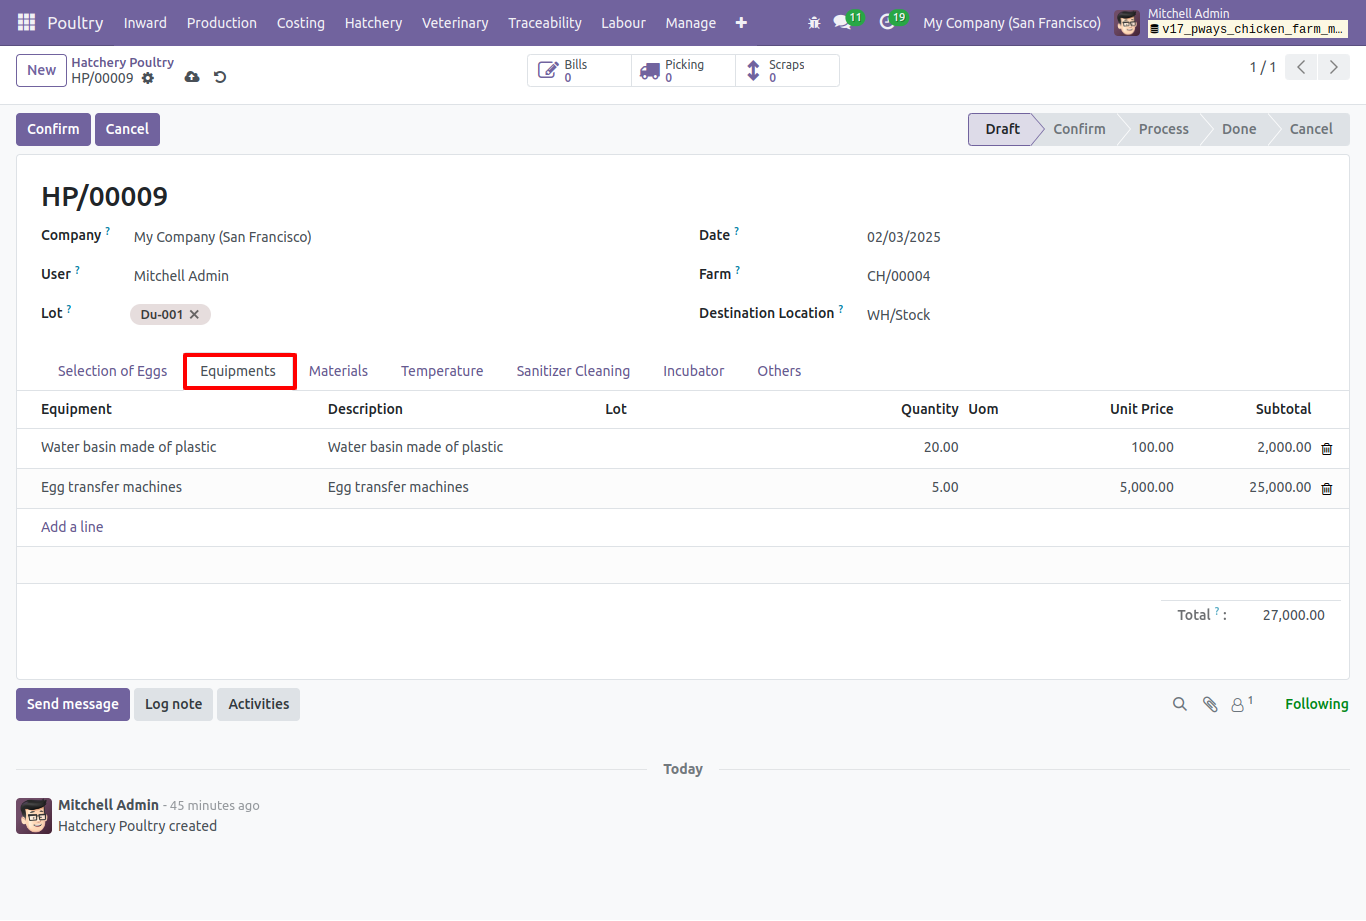 Poultry Inward Production Costing Hatchery Veterinary Traceability Labour Manage 11 19 My Company (San Francisco) Mitchell Admin
v17_pways_chicken_farm_m...
New Hatchery Poultry
HP/00009
Bills 0 Picking 0 Scraps 0
1 / 1
Confirm Cancel Draft Confirm Process Done Cancel
HP/00009
Company ? My Company (San Francisco) Date ? 02/03/2025
User ? Mitchell Admin Farm ? CH/00004
Lot ? Du-001 Destination Location ? WH/Stock
Selection of Eggs Equipments Materials Temperature Sanitizer Cleaning Incubator Others
Equipment Description Lot Quantity Uom Unit Price Subtotal
Water basin made of plastic Water basin made of plastic 20.00 100.00 2,000.00
Egg transfer machines Egg transfer machines 5.00 5,000.00 25,000.00
Add a line
Total ? : 27,000.00
Send message Log note Activities 1 Following
Today
Mitchell Admin - 45 minutes ago
Hatchery Poultry created